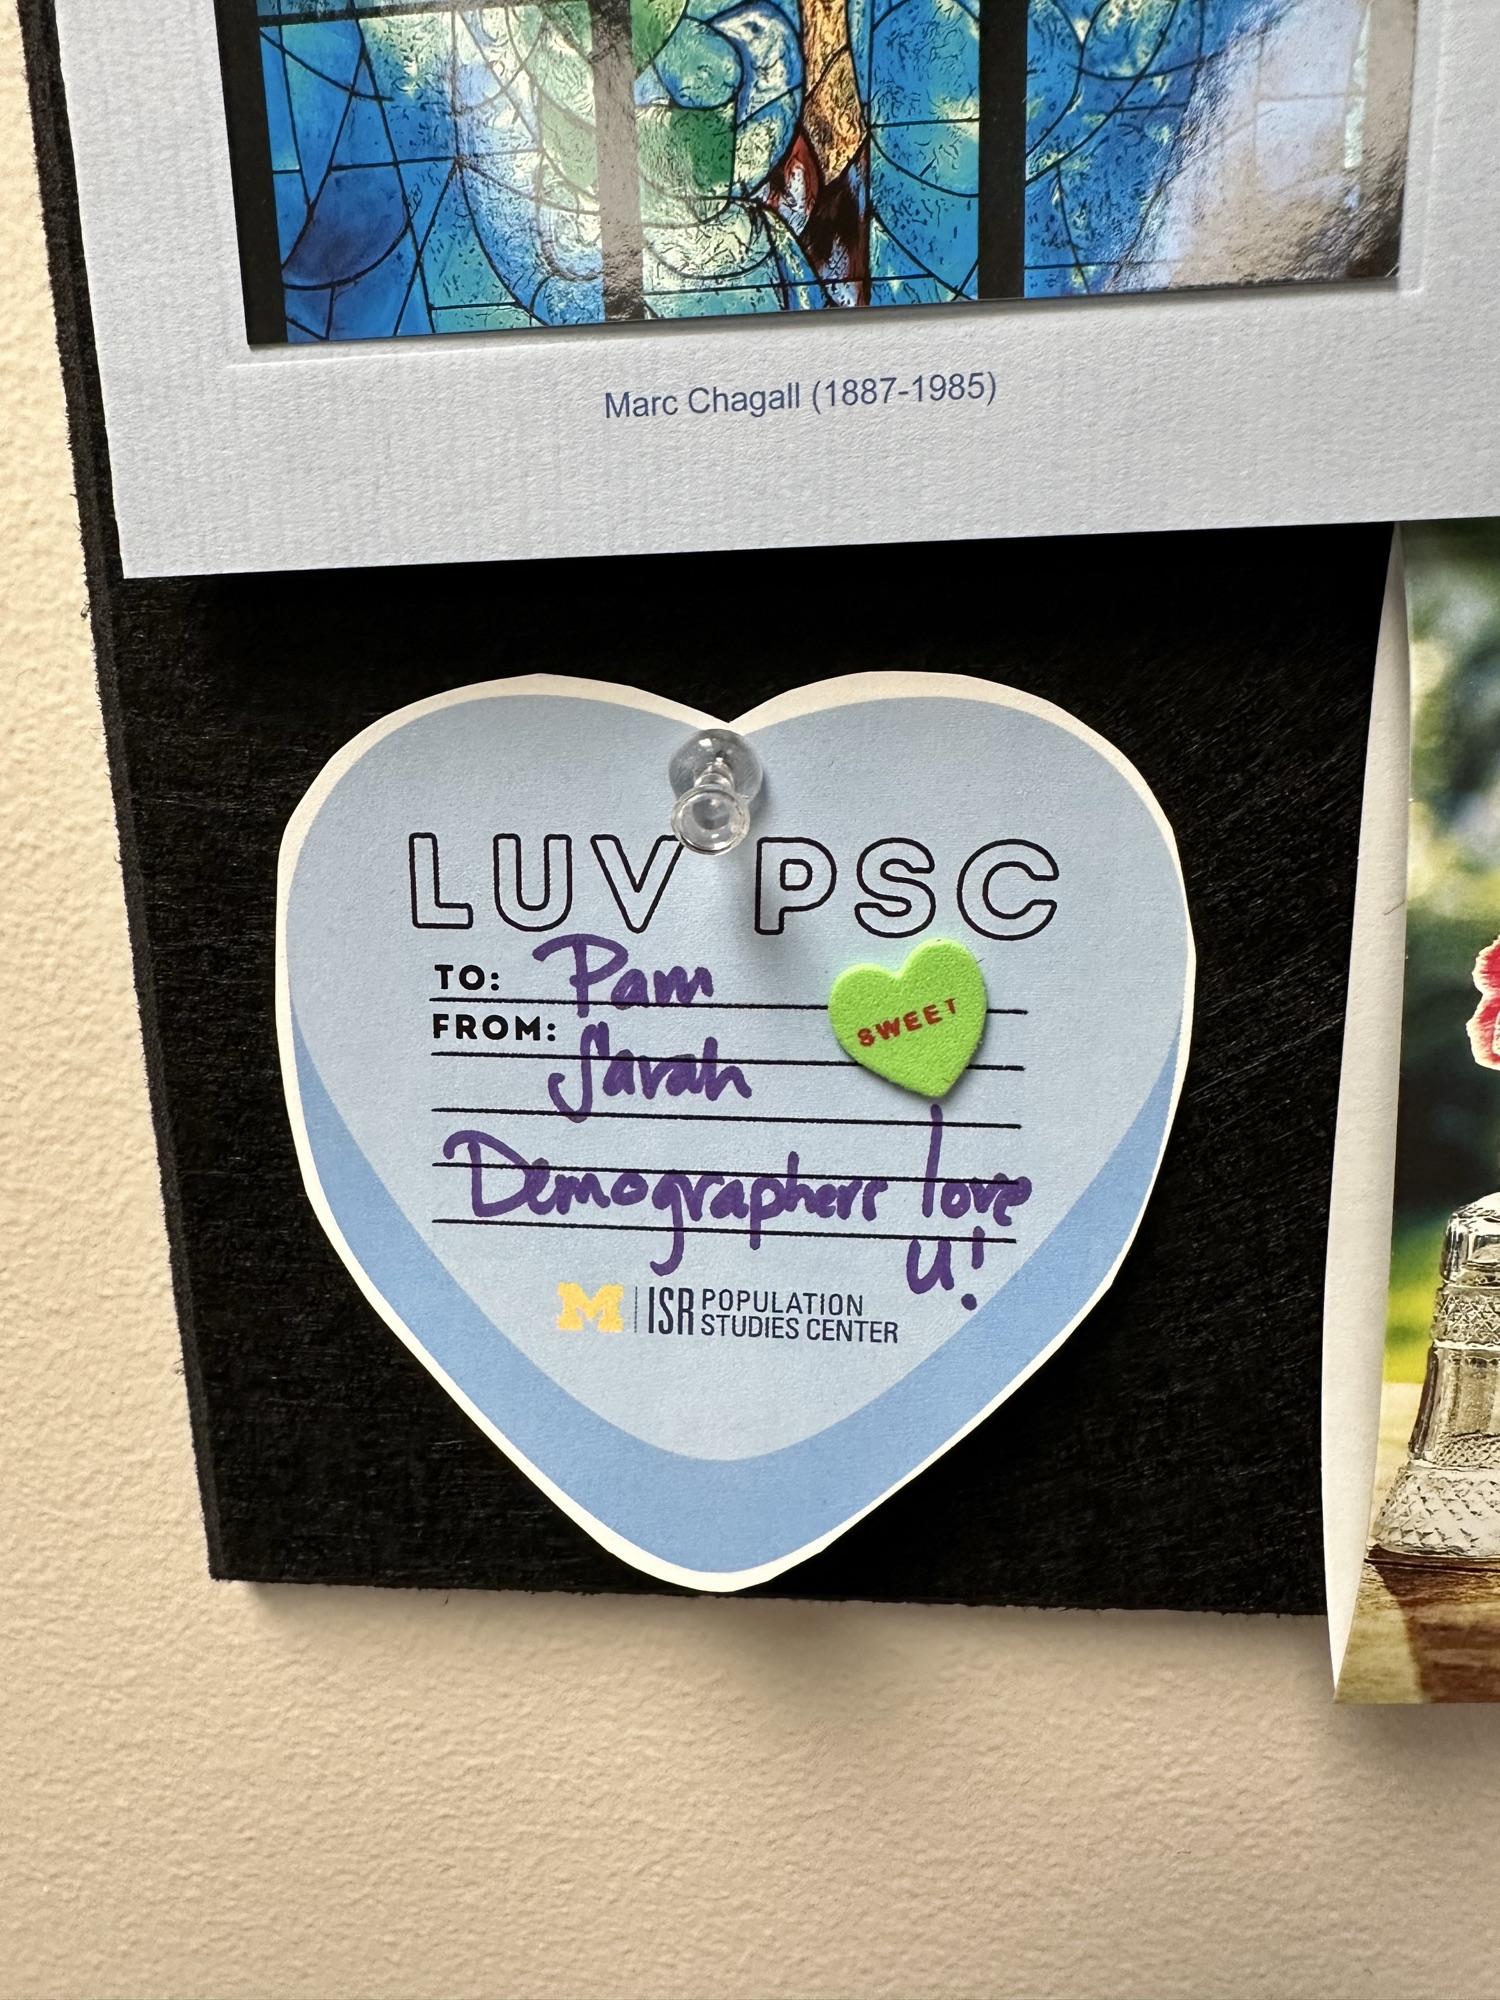 Marc Chagall (1887-1985)
LUV PSC
TO: Pam
FROM: Sarah
SWEET
Demographers love
u!
M | ISR POPULATION
STUDIES CENTER